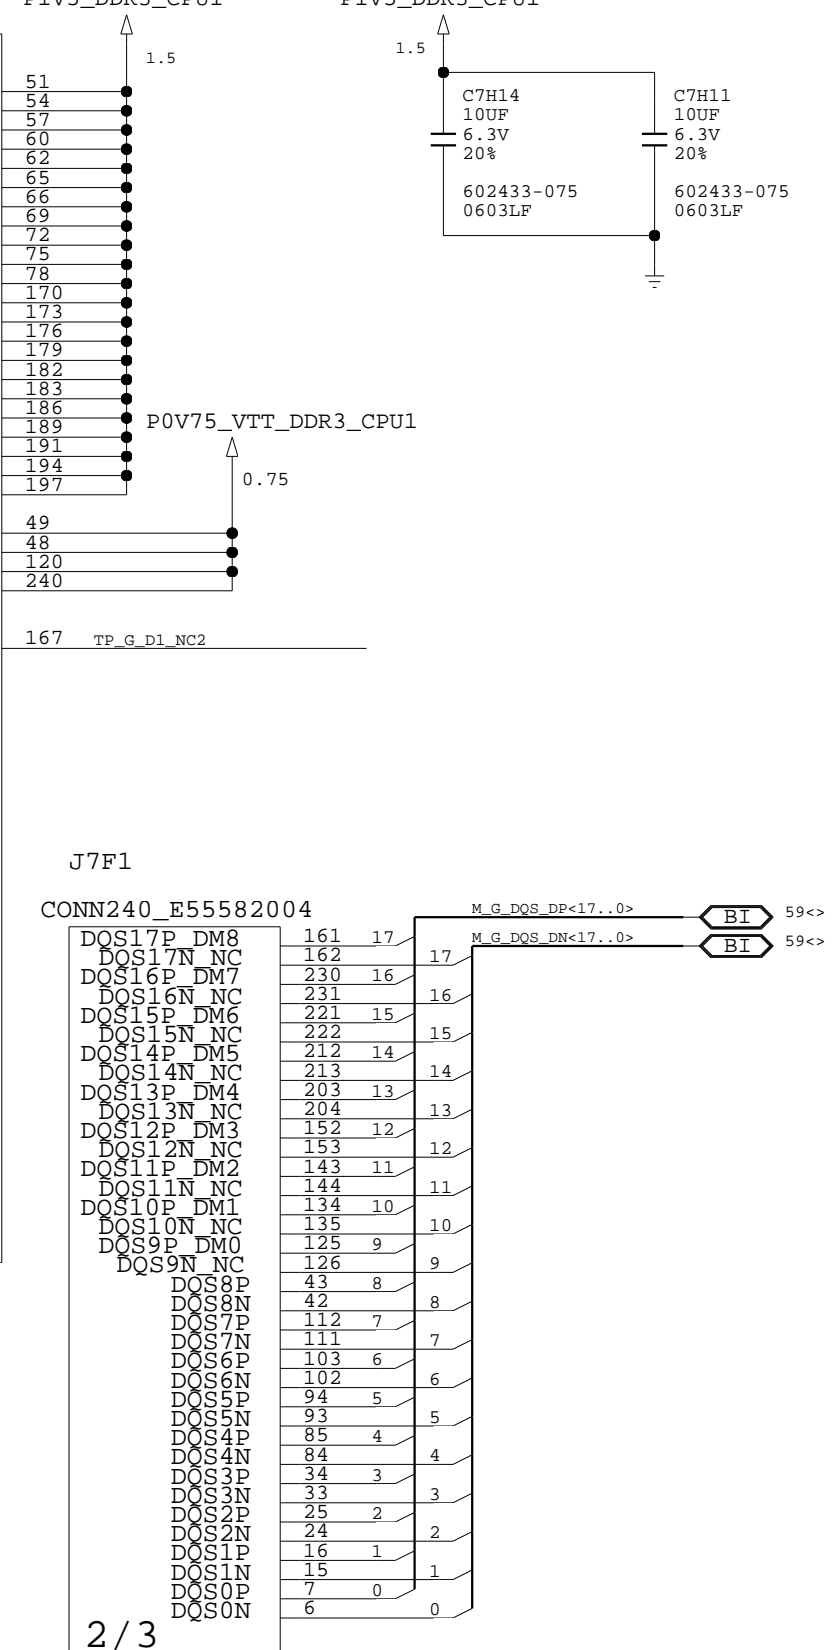 P1V5_DDR3_CPU1 P1V5_DDR3_CPU1
1.5
1.5
51
54
57
60
62
65
66
69
72
75
78
170
173
176
179
182
183
186
189
191
194
197
C7H14
10UF
6.3V
20%
602433-075
0603LF
C7H11
10UF
6.3V
20%
602433-075
0603LF
P0V75_VTT_DDR3_CPU1
0.75
49
48
120
240
167 TP_G_D1_NC2
J7F1
CONN240_E55582004
M_G_DQS_DP<17..0> BI 59<>
M_G_DQS_DN<17..0> BI 59<>
DQS17P_DM8 161 17
DQS17N_NC 162 17
DQS16P_DM7 230 16
DQS16N_NC 231 16
DQS15P_DM6 221 15
DQS15N_NC 222 15
DQS14P_DM5 212 14
DQS14N_NC 213 14
DQS13P_DM4 203 13
DQS13N_NC 204 13
DQS12P_DM3 152 12
DQS12N_NC 153 12
DQS11P_DM2 143 11
DQS11N_NC 144 11
DQS10P_DM1 134 10
DQS10N_NC 135 10
DQS9P_DM0 125 9
DQS9N_NC 126 9
DQS8P 43 8
DQS8N 42 8
DQS7P 112 7
DQS7N 111 7
DQS6P 103 6
DQS6N 102 6
DQS5P 94 5
DQS5N 93 5
DQS4P 85 4
DQS4N 84 4
DQS3P 34 3
DQS3N 33 3
DQS2P 25 2
DQS2N 24 2
DQS1P 16 1
DQS1N 15 1
DQS0P 7 0
DQS0N 6 0
2/3